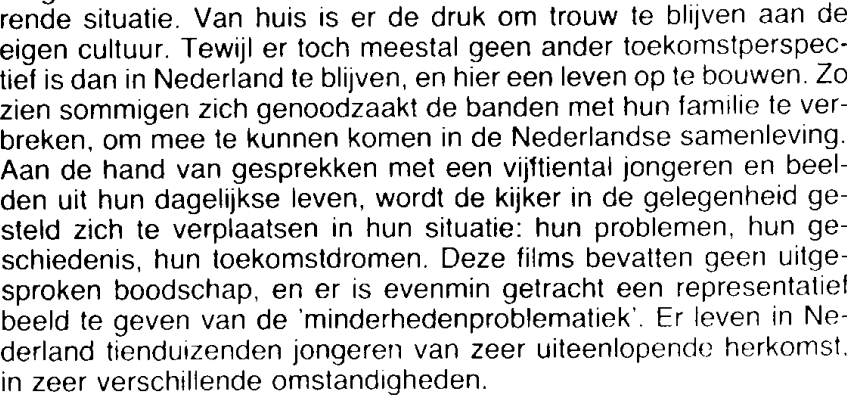 rende situatie. Van huis is er de druk om trouw te blijven aan de
eigen cultuur. Tewijl er toch meestal geen ander toekomstperspec-
tief is dan in Nederland te blijven, en hier een leven op te bouwen. Zo
zien sommigen zich genoodzaakt de banden met hun familie te ver-
breken, om mee te kunnen komen in de Nederlandse samenleving.
Aan de hand van gesprekken met een vijftiental jongeren en beel-
den uit hun dagelijkse leven, wordt de kijker in de gelegenheid ge-
steld zich te verplaatsen in hun situatie: hun problemen, hun ge-
schiedenis, hun toekomstdromen. Deze films bevatten geen uitge-
sproken boodschap, en er is evenmin getracht een representatief
beeld te geven van de 'minderhedenproblematiek'. Er leven in Ne-
derland tienduizenden jongeren van zeer uiteenlopende herkomst,
in zeer verschillende omstandigheden.